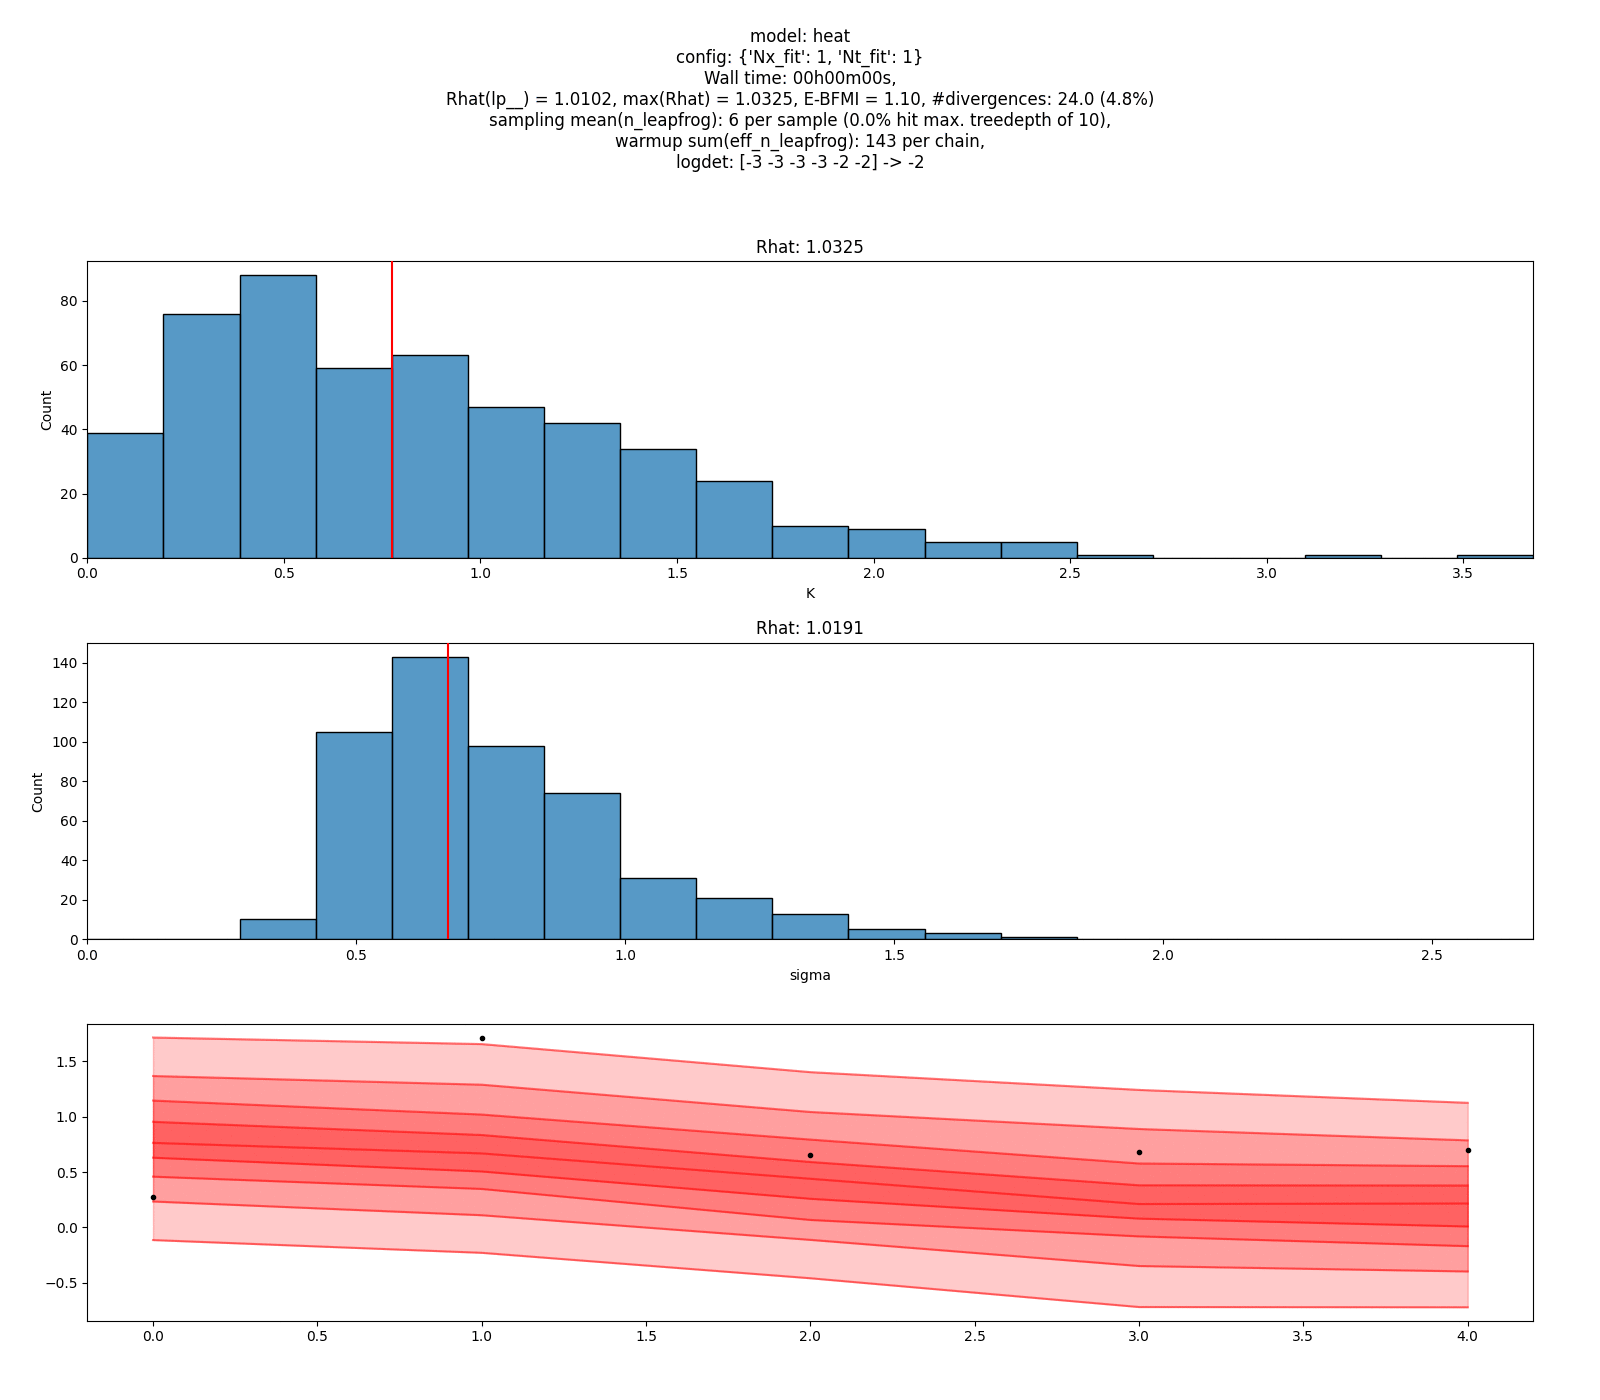 model: heat
config: {'Nx_fit': 1, 'Nt_fit': 1}
Wall time: 00h00m00s,
Rhat(lp__) = 1.0102, max(Rhat) = 1.0325, E-BFMI = 1.10, #divergences: 24.0 (4.8%)
sampling mean(n_leapfrog): 6 per sample (0.0% hit max. treedepth of 10),
warmup sum(eff_n_leapfrog): 143 per chain,
logdet: [-3 -3 -3 -3 -2 -2] -> -2
Rhat: 1.0325
80
60
40
20
0
Count
0.0 0.5 1.0 1.5 2.0 2.5 3.0 3.5
K
Rhat: 1.0191
140
120
100
80
60
40
20
0
Count
0.0 0.5 1.0 1.5 2.0 2.5
sigma
1.5
1.0
0.5
0.0
−0.5
0.0 0.5 1.0 1.5 2.0 2.5 3.0 3.5 4.0